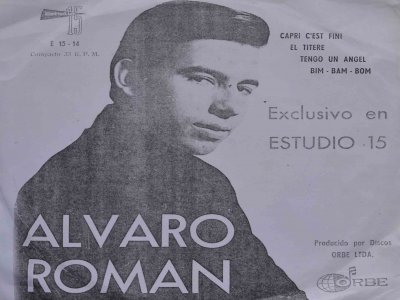 15
E 15 - 14
Compacto 33 R. P. M.
CAPRI C'EST FINI
EL TITERE
TENGO UN ANGEL
BIM - BAM - BOM
Exclusivo en
ESTUDIO 15
ALVARO
ROMAN
Producido por Discos
ORBE LTDA.
ORBE